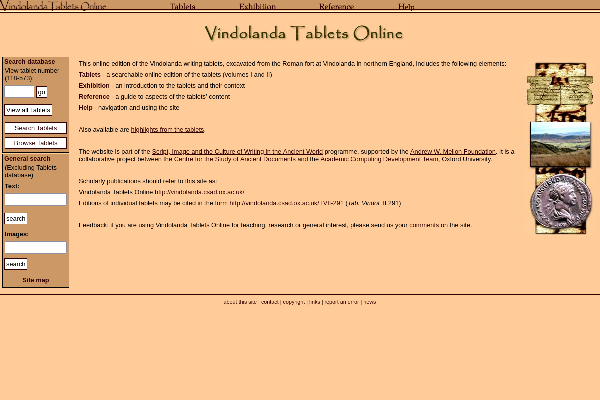 Vindolanda Tablets Online
Tablets
Exhibition
Reference
Help
Vindolanda Tablets Online
Search database
View tablet number
(118-573)
go
View all Tablets
Search Tablets
Browse Tablets
General search
(Excluding Tablets
database)
Text:
search
Images:
search
Site map
This online edition of the Vindolanda writing tablets, excavated from the Roman fort at Vindolanda in northern England, includes the following elements:
Tablets - a searchable online edition of the tablets (volumes I and II)
Exhibition - an introduction to the tablets and their context
Reference - a guide to aspects of the tablets' content
Help - navigation and using the site
Also available are highlights from the tablets.
The website is part of the Script, Image and the Culture of Writing in the Ancient World programme, supported by the Andrew W. Mellon Foundation. It is a
collaborative project between the Centre for the Study of Ancient Documents and the Academic Computing Development Team, Oxford University.
Scholarly publications should refer to this site as:
Vindolanda Tablets Online http://vindolanda.csad.ox.ac.uk/
Editions of individual tablets may be cited in the form http://vindolanda.csad.ox.ac.uk/TVII-291 (Tab. Vindol. II 291)
Feedback: if you are using Vindolanda Tablets Online for teaching, research or general interest, please send us your comments on the site.
about this site | contact | copyright | links | report an error | news